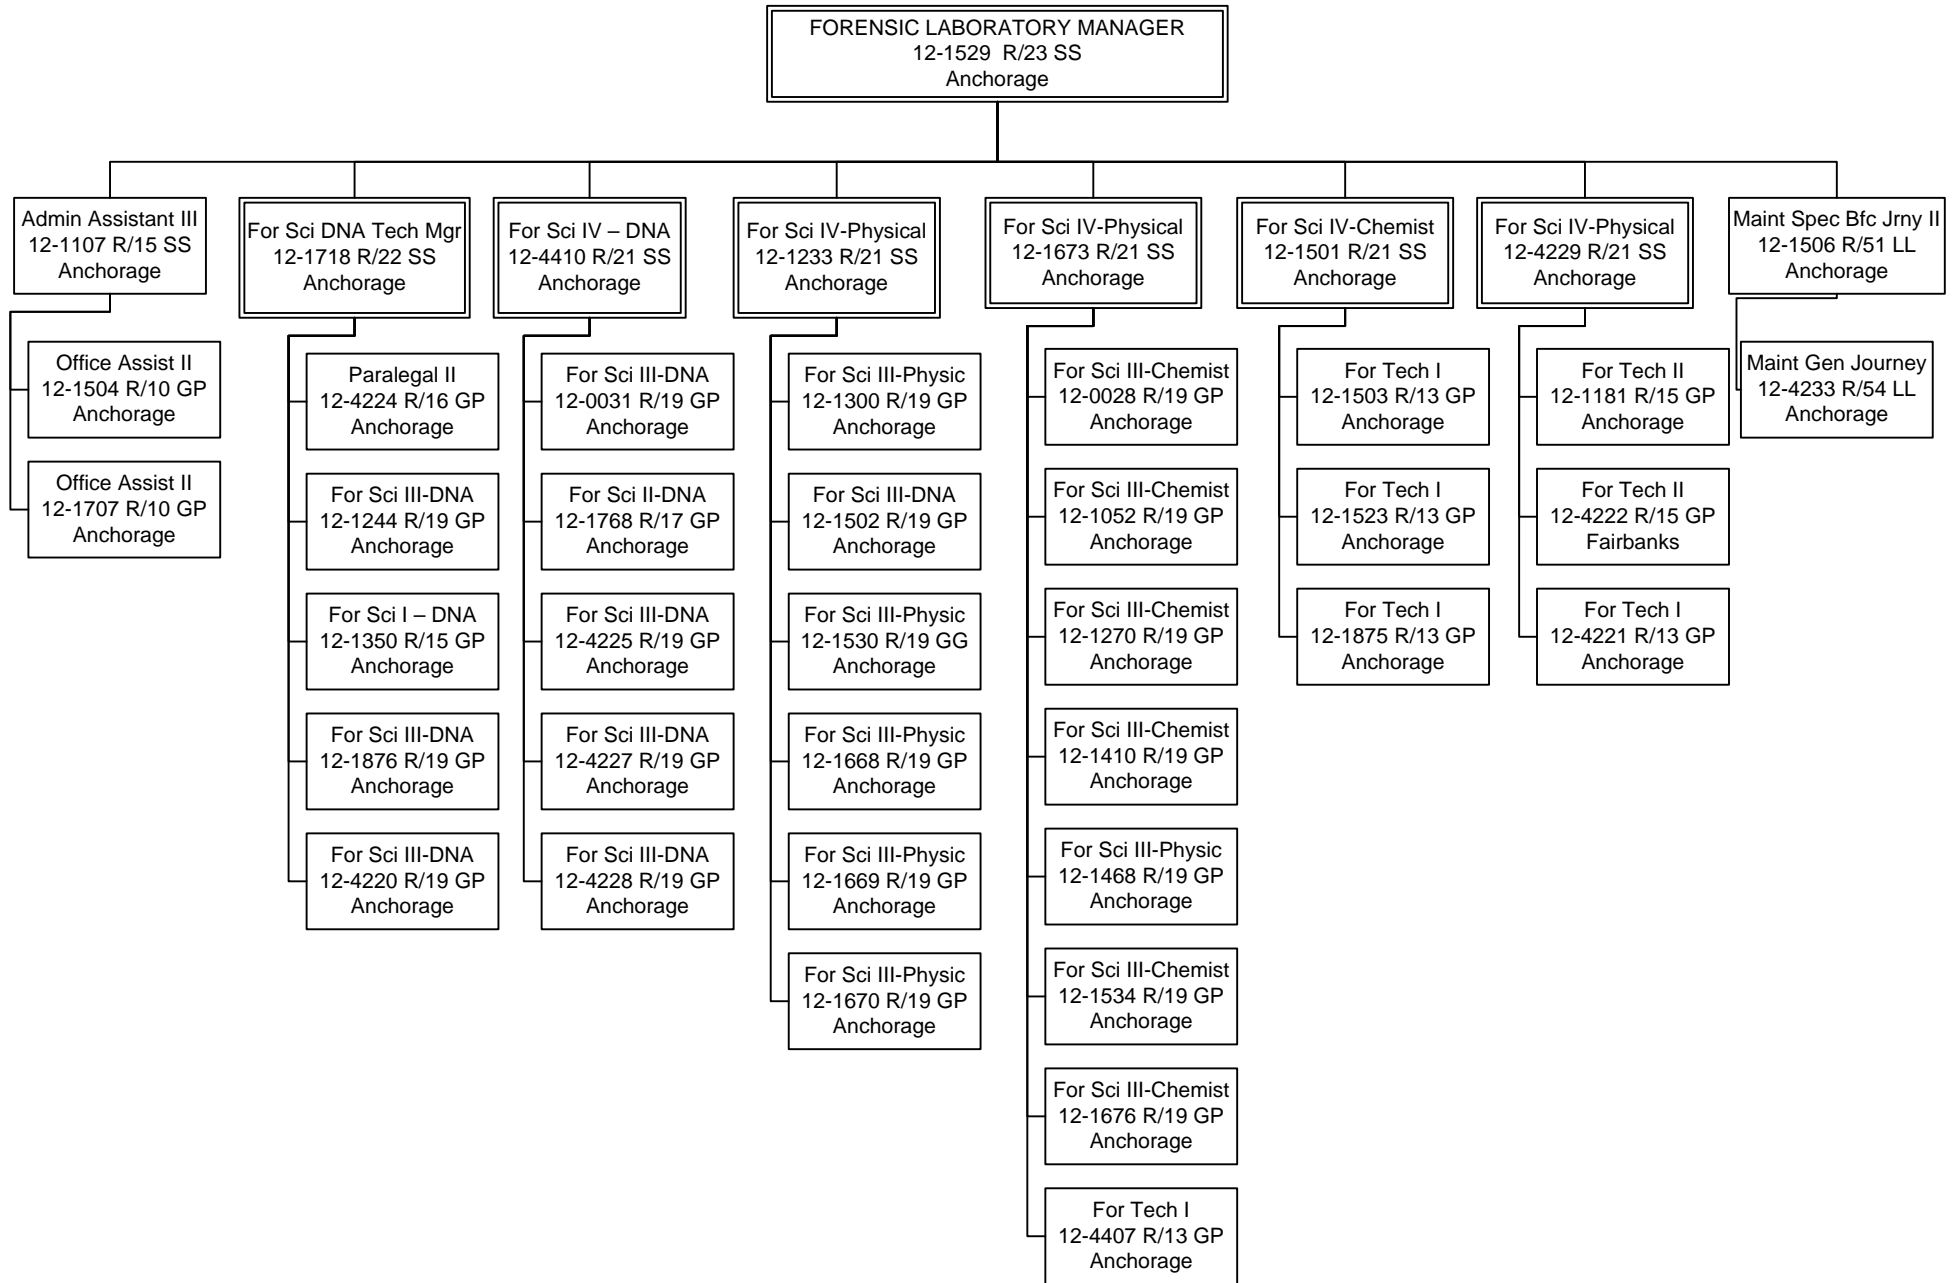 FORENSIC LABORATORY MANAGER
12-1529  R/23 SS
Anchorage
Admin Assistant III
12-1107 R/15 SS
Anchorage
Office Assist II
12-1504 R/10 GP
Anchorage
Office Assist II
12-1707 R/10 GP
Anchorage
For Sci DNA Tech Mgr
12-1718 R/22 SS
Anchorage
Paralegal II
12-4224 R/16 GP
Anchorage
For Sci III-DNA
12-1244 R/19 GP
Anchorage
For Sci I – DNA
12-1350 R/15 GP
Anchorage
For Sci III-DNA
12-1876 R/19 GP
Anchorage
For Sci III-DNA
12-4220 R/19 GP
Anchorage
For Sci IV – DNA
12-4410 R/21 SS
Anchorage
For Sci III-DNA
12-0031 R/19 GP
Anchorage
For Sci II-DNA
12-1768 R/17 GP
Anchorage
For Sci III-DNA
12-4225 R/19 GP
Anchorage
For Sci III-DNA
12-4227 R/19 GP
Anchorage
For Sci III-DNA
12-4228 R/19 GP
Anchorage
For Sci IV-Physical
12-1233 R/21 SS
Anchorage
For Sci III-Physic
12-1300 R/19 GP
Anchorage
For Sci III-DNA
12-1502 R/19 GP
Anchorage
For Sci III-Physic
12-1530 R/19 GG
Anchorage
For Sci III-Physic
12-1668 R/19 GP
Anchorage
For Sci III-Physic
12-1669 R/19 GP
Anchorage
For Sci III-Physic
12-1670 R/19 GP
Anchorage
For Sci IV-Physical
12-1673 R/21 SS
Anchorage
For Sci III-Chemist
12-0028 R/19 GP
Anchorage
For Sci III-Chemist
12-1052 R/19 GP
Anchorage
For Sci III-Chemist
12-1270 R/19 GP
Anchorage
For Sci III-Chemist
12-1410 R/19 GP
Anchorage
For Sci III-Physic
12-1468 R/19 GP
Anchorage
For Sci III-Chemist
12-1534 R/19 GP
Anchorage
For Sci III-Chemist
12-1676 R/19 GP
Anchorage
For Tech I
12-4407 R/13 GP
Anchorage
For Sci IV-Chemist
12-1501 R/21 SS
Anchorage
For Tech I
12-1503 R/13 GP
Anchorage
For Tech I
12-1523 R/13 GP
Anchorage
For Tech I
12-1875 R/13 GP
Anchorage
For Sci IV-Physical
12-4229 R/21 SS
Anchorage
For Tech II
12-1181 R/15 GP
Anchorage
For Tech II
12-4222 R/15 GP
Fairbanks
For Tech I
12-4221 R/13 GP
Anchorage
Maint Spec Bfc Jrny II
12-1506 R/51 LL
Anchorage
Maint Gen Journey
12-4233 R/54 LL
Anchorage